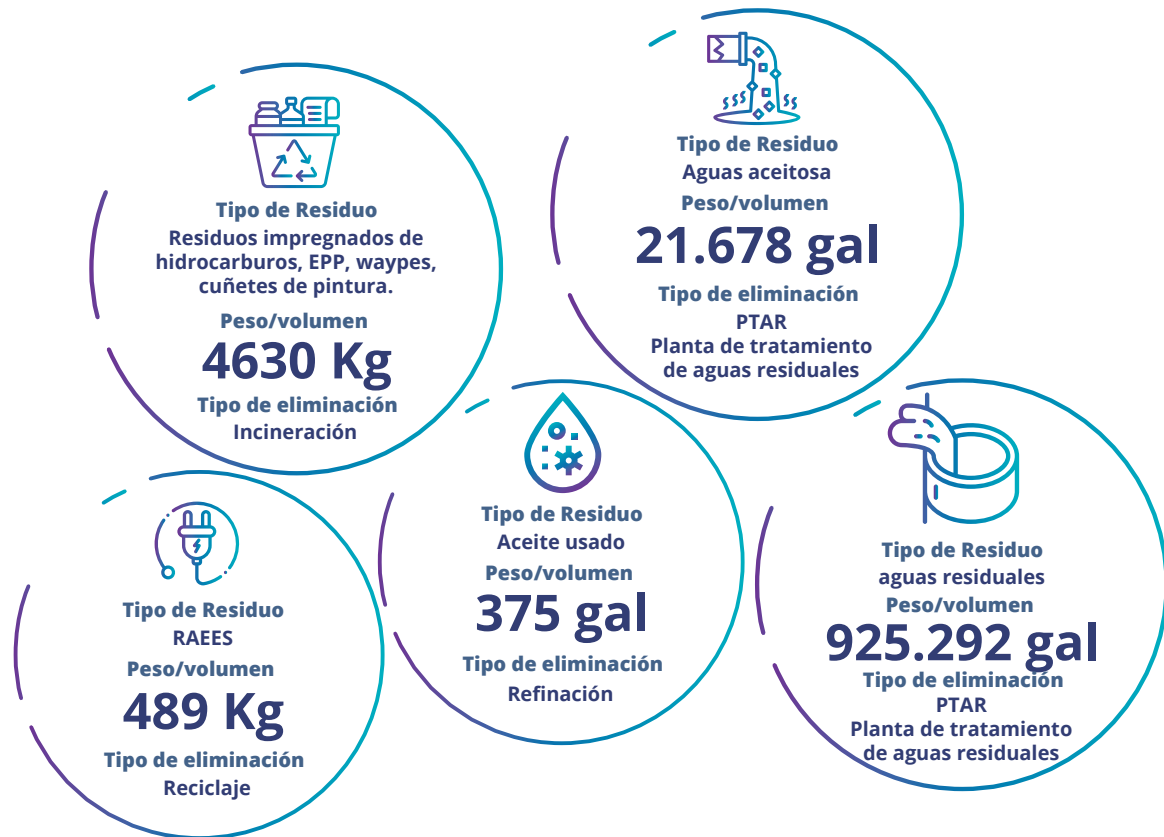 Tipo de Residuo
Residuos impregnados de
hidrocarburos, EPP, waypes,
cuñetes de pintura.
Peso/volumen
4630 Kg
Tipo de eliminación
Incineración
Tipo de Residuo
Aguas aceitosa
Peso/volumen
21.678 gal
Tipo de eliminación
PTAR
Planta de tratamiento
de aguas residuales
Tipo de Residuo
RAEES
Peso/volumen
489 Kg
Tipo de eliminación
Reciclaje
Tipo de Residuo
Aceite usado
Peso/volumen
375 gal
Tipo de eliminación
Refinación
Tipo de Residuo
aguas residuales
Peso/volumen
925.292 gal
Tipo de eliminación
PTAR
Planta de tratamiento
de aguas residuales